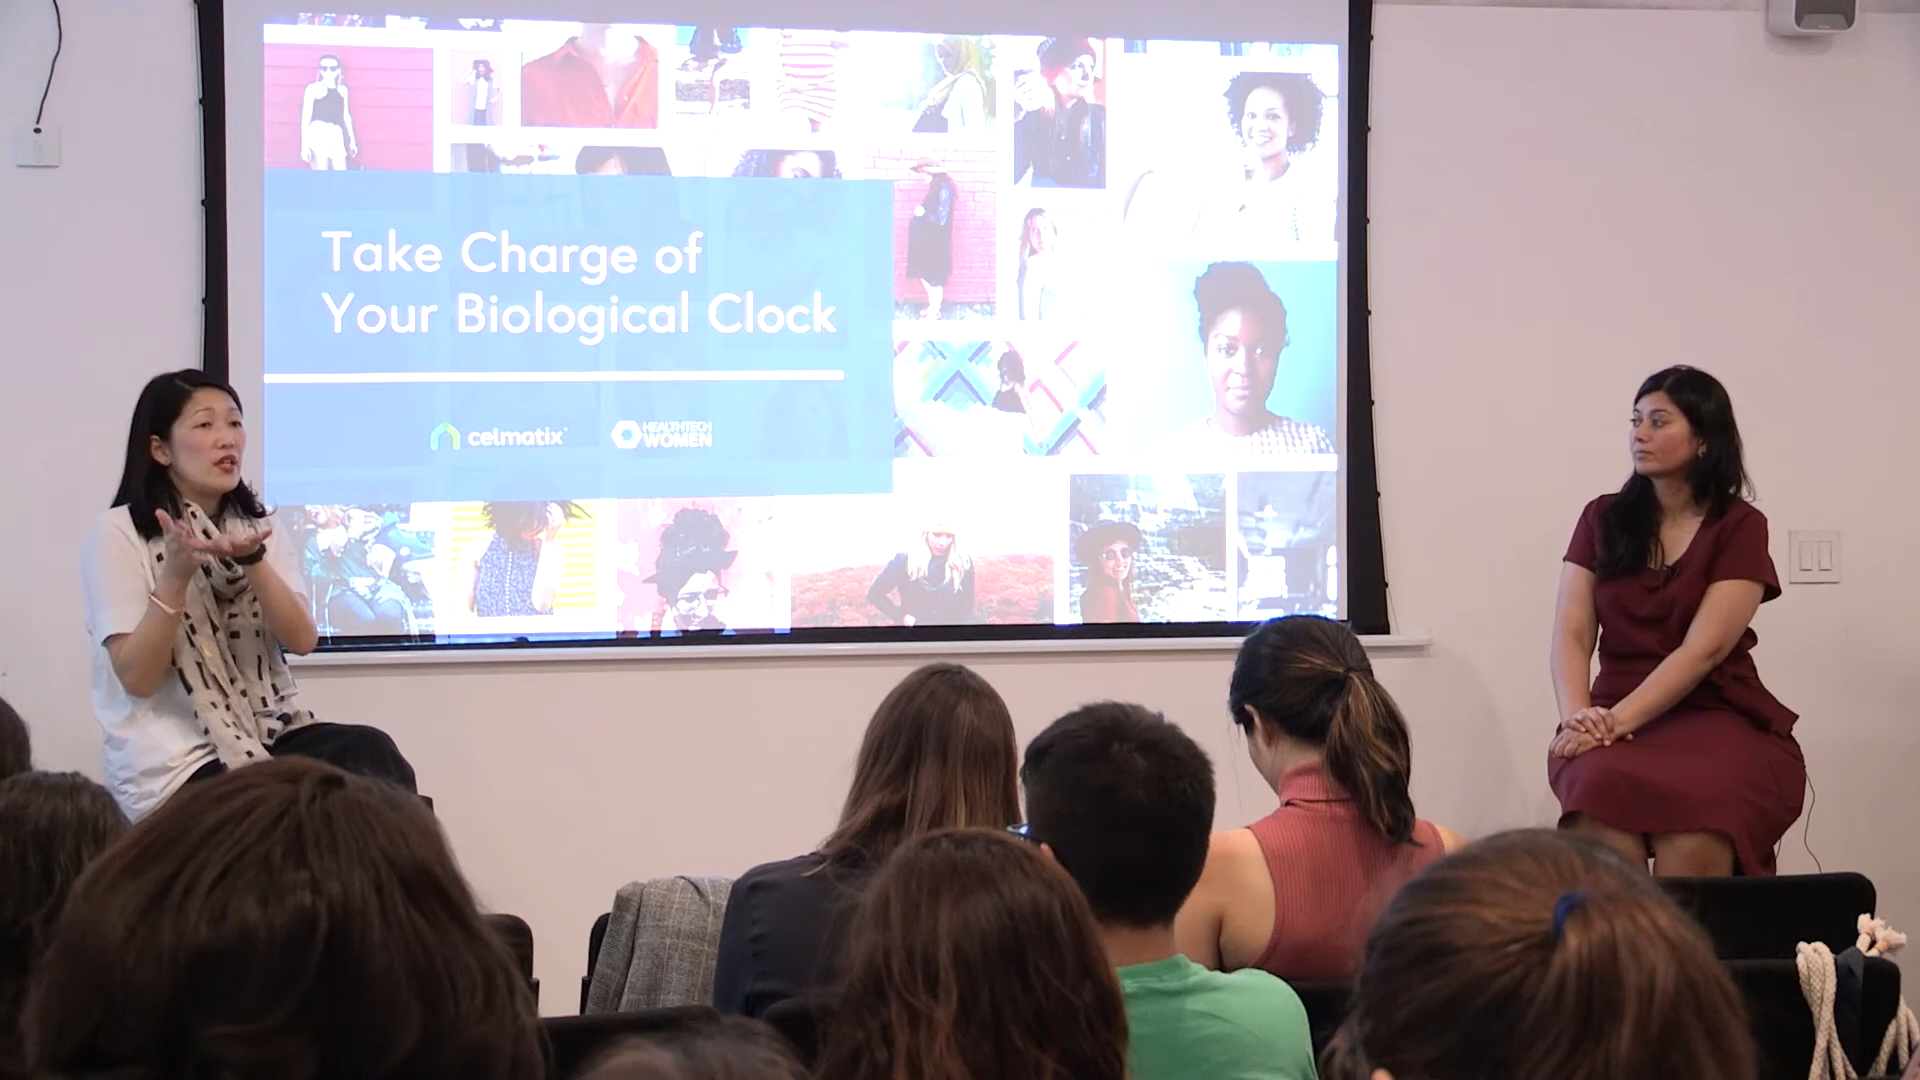 Take Charge of
Your Biological Clock
celmatix
HEALTHTECH
WOMEN